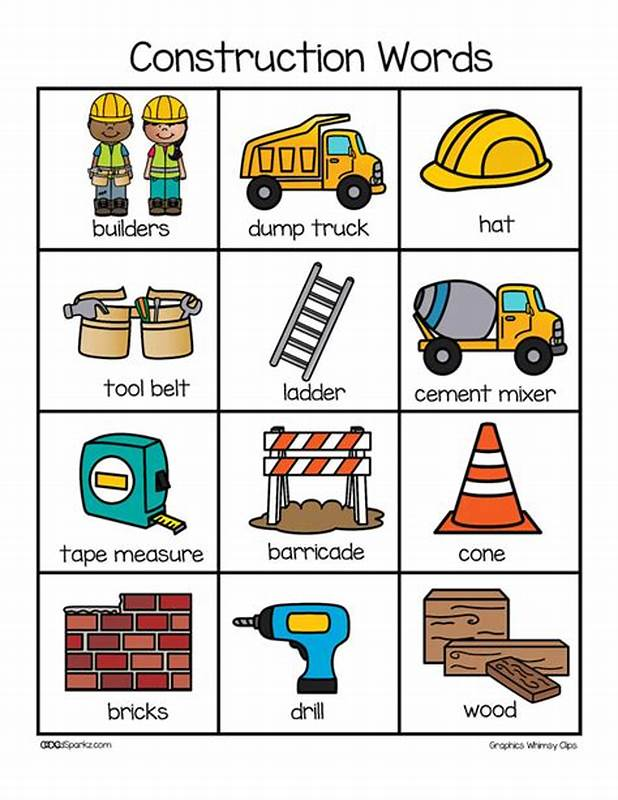 Construction Words
builders
dump truck
hat
tool belt
ladder
cement mixer
tape measure
barricade
cone
bricks
drill
wood
Graphics Whimsy Clips